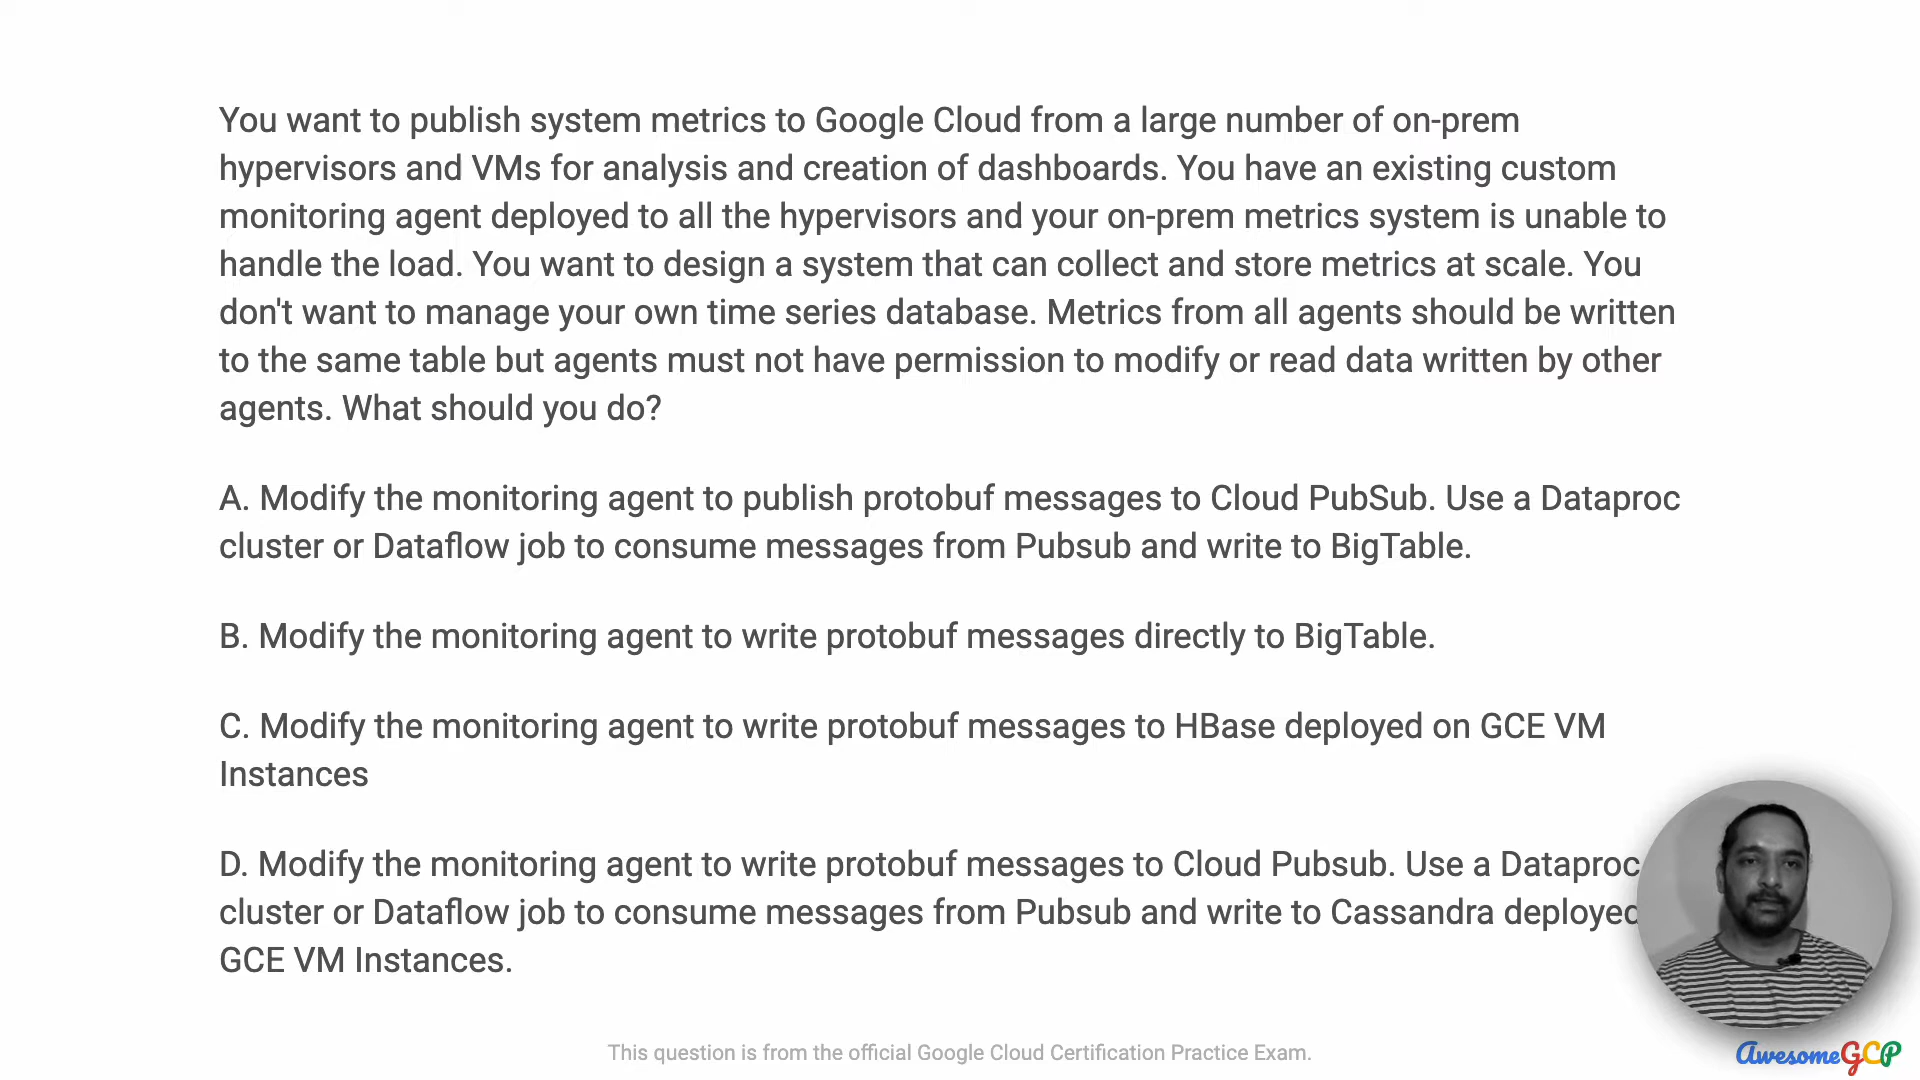 You want to publish system metrics to Google Cloud from a large number of on-prem
hypervisors and VMs for analysis and creation of dashboards. You have an existing custom
monitoring agent deployed to all the hypervisors and your on-prem metrics system is unable to
handle the load. You want to design a system that can collect and store metrics at scale. You
don't want to manage your own time series database. Metrics from all agents should be written
to the same table but agents must not have permission to modify or read data written by other
agents. What should you do?
A. Modify the monitoring agent to publish protobuf messages to Cloud PubSub. Use a Dataproc
cluster or Dataflow job to consume messages from Pubsub and write to BigTable.
B. Modify the monitoring agent to write protobuf messages directly to BigTable.
C. Modify the monitoring agent to write protobuf messages to HBase deployed on GCE VM
Instances
D. Modify the monitoring agent to write protobuf messages to Cloud Pubsub. Use a Dataproc
cluster or Dataflow job to consume messages from Pubsub and write to Cassandra deployed
GCE VM Instances.
This question is from the official Google Cloud Certification Practice Exam.
AwesomeGCP